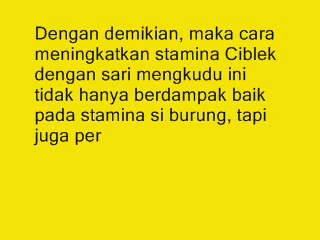 Dengan demikian, maka cara
meningkatkan stamina Ciblek
dengan sari mengkudu ini
tidak hanya berdampak baik
pada stamina si burung, tapi
juga per